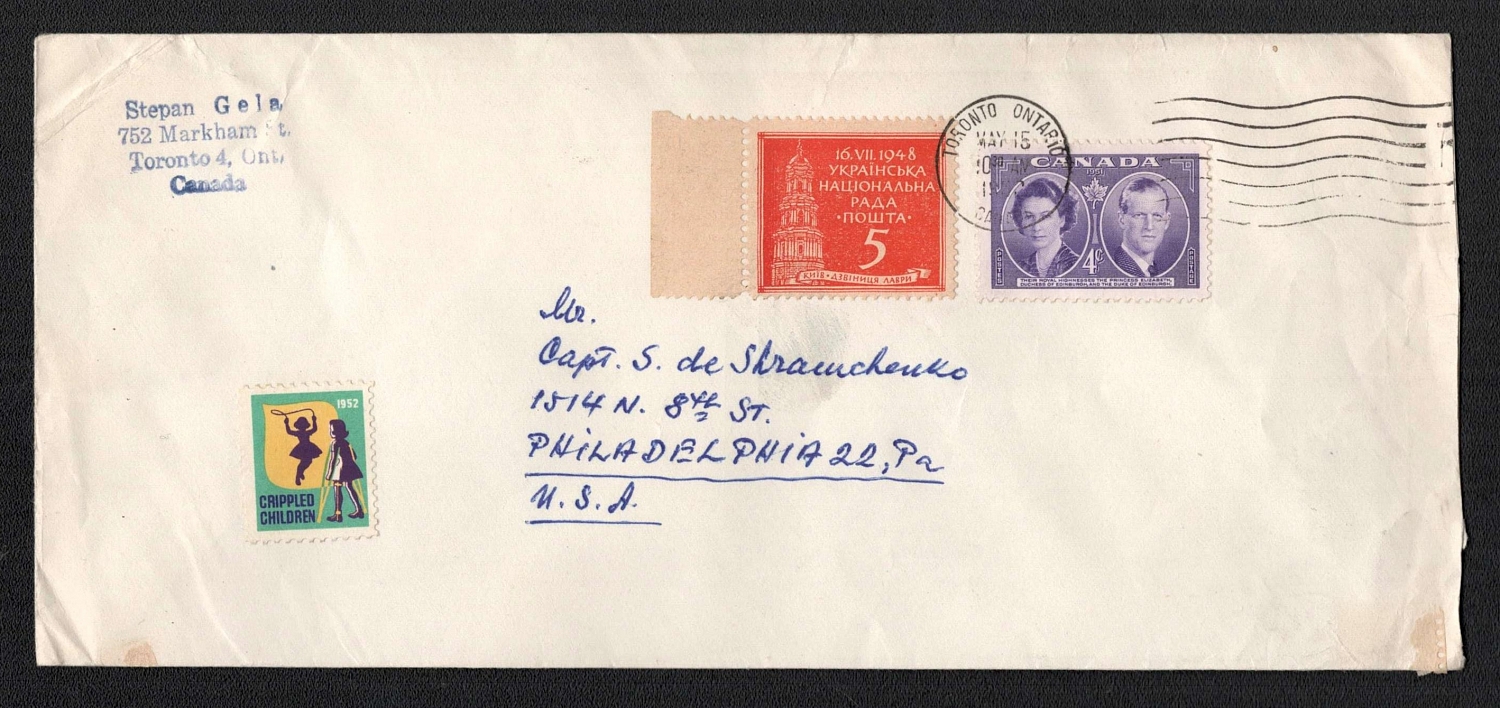 Stepan Gela
752 Markham St.
Toronto 4, Ont.
Canada
16.VII.1948
УКРАЇНСЬКА
НАЦІОНАЛЬНА
РАДА
·ПОШТА·
5
КИЇВ·ДЗВІНИЦЯ ЛАВРИ
TORONTO ONTARIO
MAY 15
AM
CANADA
1951
4¢
POSTES
POSTAGE
THEIR ROYAL HIGHNESSES THE PRINCESS ELIZABETH,
DUCHESS OF EDINBURGH, AND THE DUKE OF EDINBURGH.
Mr.
Capt. S. de Shramchenko
1514 N. 8th St.
PHILADELPHIA 22, Pa
U.S.A.
1952
CRIPPLED
CHILDREN